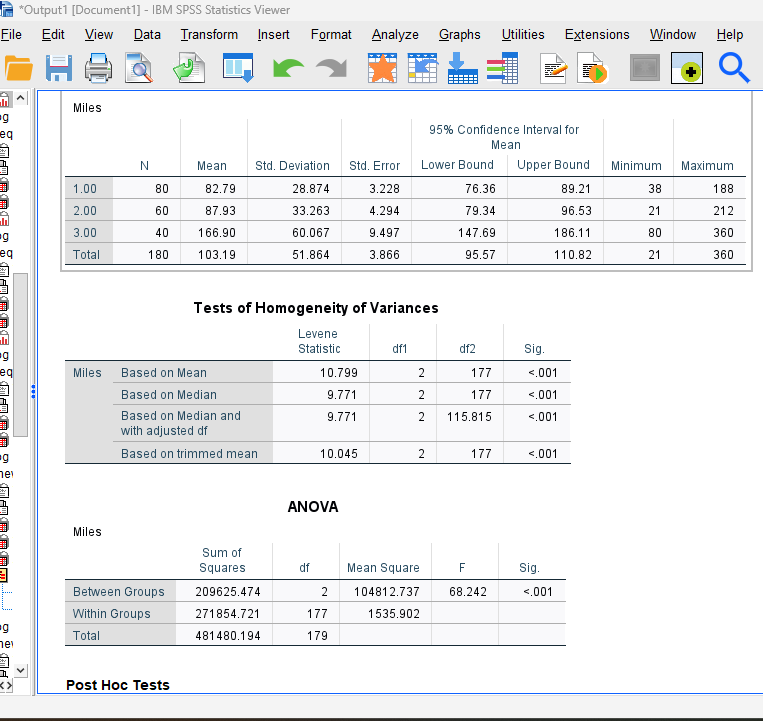 *Output1 [Document1] - IBM SPSS Statistics Viewer
File Edit View Data Transform Insert Format Analyze Graphs Utilities Extensions Window Help
Miles
95% Confidence Interval for
Mean
N Mean Std. Deviation Std. Error Lower Bound Upper Bound Minimum Maximum
1.00 80 82.79 28.874 3.228 76.36 89.21 38 188
2.00 60 87.93 33.263 4.294 79.34 96.53 21 212
3.00 40 166.90 60.067 9.497 147.69 186.11 80 360
Total 180 103.19 51.864 3.866 95.57 110.82 21 360
Tests of Homogeneity of Variances
Levene
Statistic df1 df2 Sig.
Miles Based on Mean 10.799 2 177 <.001
Based on Median 9.771 2 177 <.001
Based on Median and
with adjusted df 9.771 2 115.815 <.001
Based on trimmed mean 10.045 2 177 <.001
ANOVA
Miles
Sum of
Squares df Mean Square F Sig.
Between Groups 209625.474 2 104812.737 68.242 <.001
Within Groups 271854.721 177 1535.902
Total 481480.194 179
Post Hoc Tests